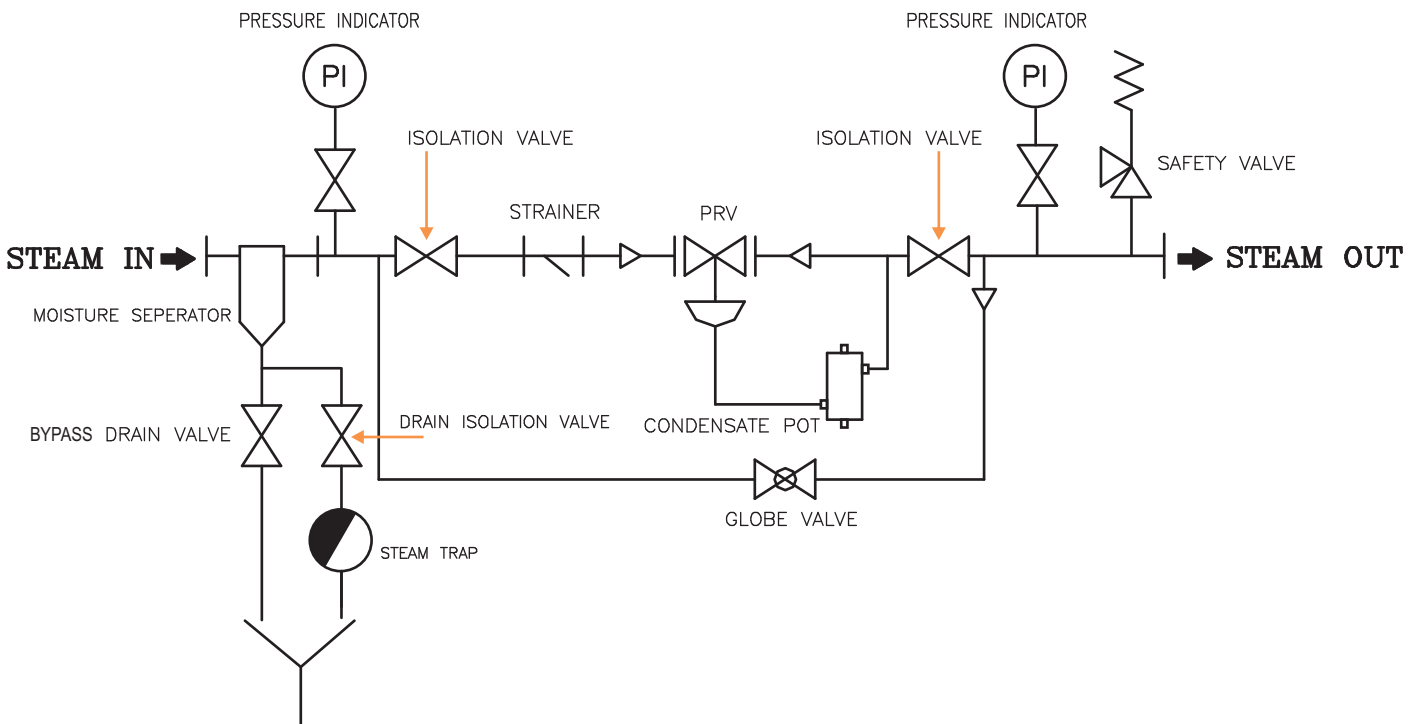 PRESSURE INDICATOR
PRESSURE INDICATOR
PI
PI
ISOLATION VALVE
ISOLATION VALVE
SAFETY VALVE
STRAINER
PRV
STEAM IN
STEAM OUT
MOISTURE SEPERATOR
DRAIN ISOLATION VALVE
CONDENSATE POT
BYPASS DRAIN VALVE
GLOBE VALVE
STEAM TRAP